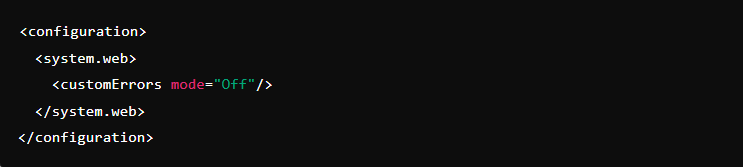 <configuration>
  <system.web>
    <customErrors mode="Off"/>
  </system.web>
</configuration>